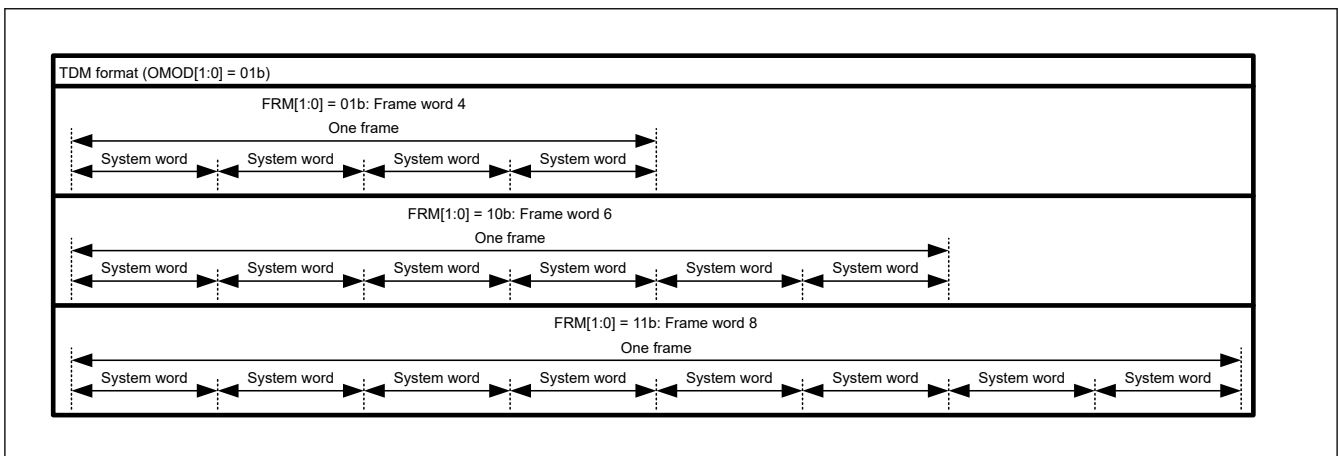 TDM format (OMOD[1:0] = 01b)
FRM[1:0] = 01b: Frame word 4
One frame
System word System word System word System word
FRM[1:0] = 10b: Frame word 6
One frame
System word System word System word System word System word System word
FRM[1:0] = 11b: Frame word 8
One frame
System word System word System word System word System word System word System word System word